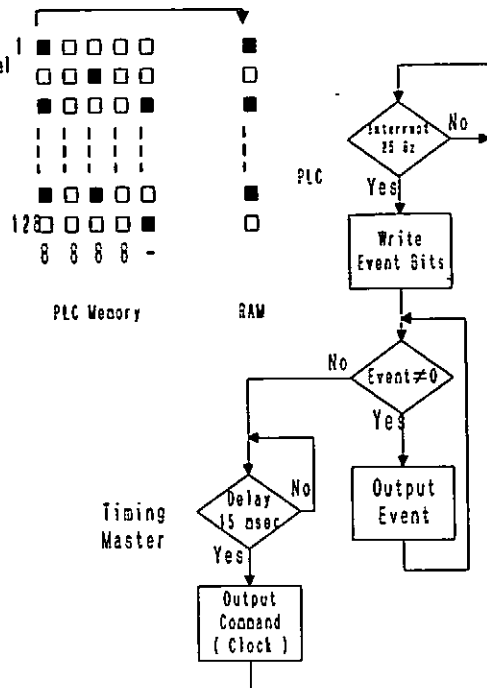 1
el
128
8 8 8 8 -
PLC Memory
RAM
PLC
Interrupt
25 Hz
No
Yes
Write
Event Bits
Event≠0
No
Yes
Output
Event
Timing
Master
Delay
15 msec
No
Yes
Output
Command
( Clock )